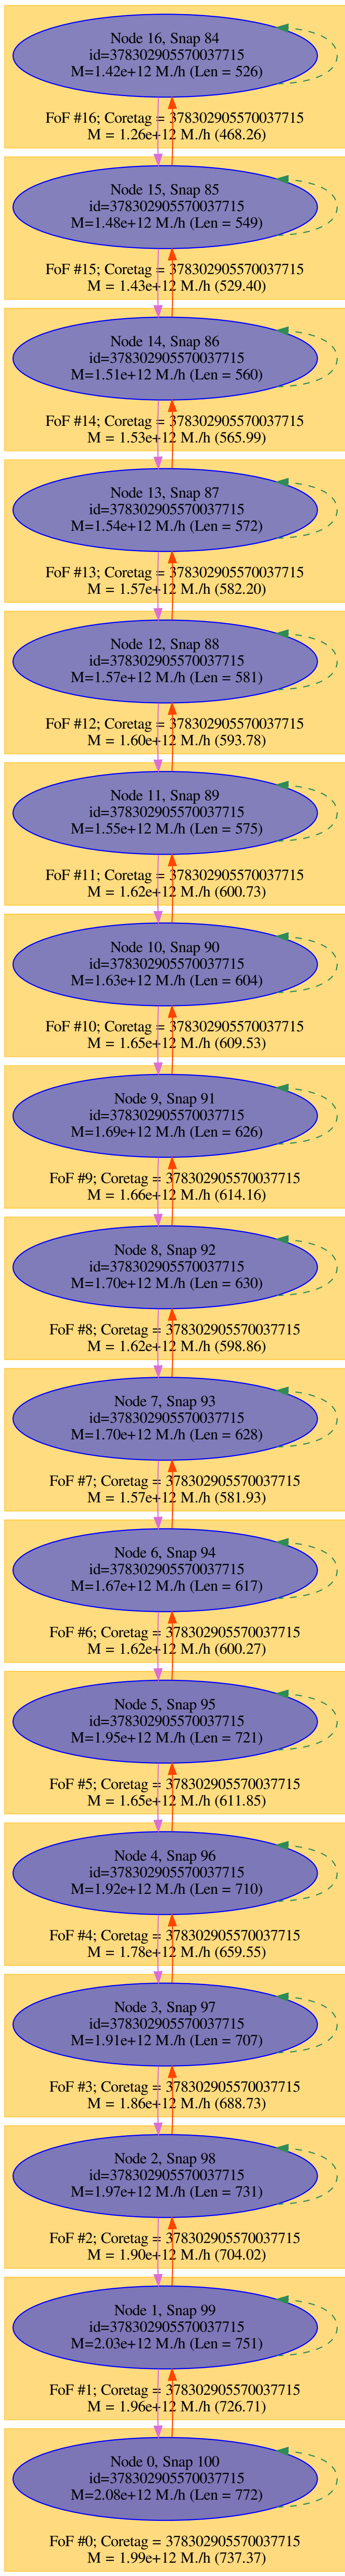 Node 16, Snap 84
id=378302905570037715
M=1.42e+12 M./h (Len = 526)
FoF #16; Coretag = 378302905570037715
M = 1.26e+12 M./h (468.26)
Node 15, Snap 85
id=378302905570037715
M=1.48e+12 M./h (Len = 549)
FoF #15; Coretag = 378302905570037715
M = 1.43e+12 M./h (529.40)
Node 14, Snap 86
id=378302905570037715
M=1.51e+12 M./h (Len = 560)
FoF #14; Coretag = 378302905570037715
M = 1.53e+12 M./h (565.99)
Node 13, Snap 87
id=378302905570037715
M=1.54e+12 M./h (Len = 572)
FoF #13; Coretag = 378302905570037715
M = 1.57e+12 M./h (582.20)
Node 12, Snap 88
id=378302905570037715
M=1.57e+12 M./h (Len = 581)
FoF #12; Coretag = 378302905570037715
M = 1.60e+12 M./h (593.78)
Node 11, Snap 89
id=378302905570037715
M=1.55e+12 M./h (Len = 575)
FoF #11; Coretag = 378302905570037715
M = 1.62e+12 M./h (600.73)
Node 10, Snap 90
id=378302905570037715
M=1.63e+12 M./h (Len = 604)
FoF #10; Coretag = 378302905570037715
M = 1.65e+12 M./h (609.53)
Node 9, Snap 91
id=378302905570037715
M=1.69e+12 M./h (Len = 626)
FoF #9; Coretag = 378302905570037715
M = 1.66e+12 M./h (614.16)
Node 8, Snap 92
id=378302905570037715
M=1.70e+12 M./h (Len = 630)
FoF #8; Coretag = 378302905570037715
M = 1.62e+12 M./h (598.86)
Node 7, Snap 93
id=378302905570037715
M=1.70e+12 M./h (Len = 628)
FoF #7; Coretag = 378302905570037715
M = 1.57e+12 M./h (581.93)
Node 6, Snap 94
id=378302905570037715
M=1.67e+12 M./h (Len = 617)
FoF #6; Coretag = 378302905570037715
M = 1.62e+12 M./h (600.27)
Node 5, Snap 95
id=378302905570037715
M=1.95e+12 M./h (Len = 721)
FoF #5; Coretag = 378302905570037715
M = 1.65e+12 M./h (611.85)
Node 4, Snap 96
id=378302905570037715
M=1.92e+12 M./h (Len = 710)
FoF #4; Coretag = 378302905570037715
M = 1.78e+12 M./h (659.55)
Node 3, Snap 97
id=378302905570037715
M=1.91e+12 M./h (Len = 707)
FoF #3; Coretag = 378302905570037715
M = 1.86e+12 M./h (688.73)
Node 2, Snap 98
id=378302905570037715
M=1.97e+12 M./h (Len = 731)
FoF #2; Coretag = 378302905570037715
M = 1.90e+12 M./h (704.02)
Node 1, Snap 99
id=378302905570037715
M=2.03e+12 M./h (Len = 751)
FoF #1; Coretag = 378302905570037715
M = 1.96e+12 M./h (726.71)
Node 0, Snap 100
id=378302905570037715
M=2.08e+12 M./h (Len = 772)
FoF #0; Coretag = 378302905570037715
M = 1.99e+12 M./h (737.37)